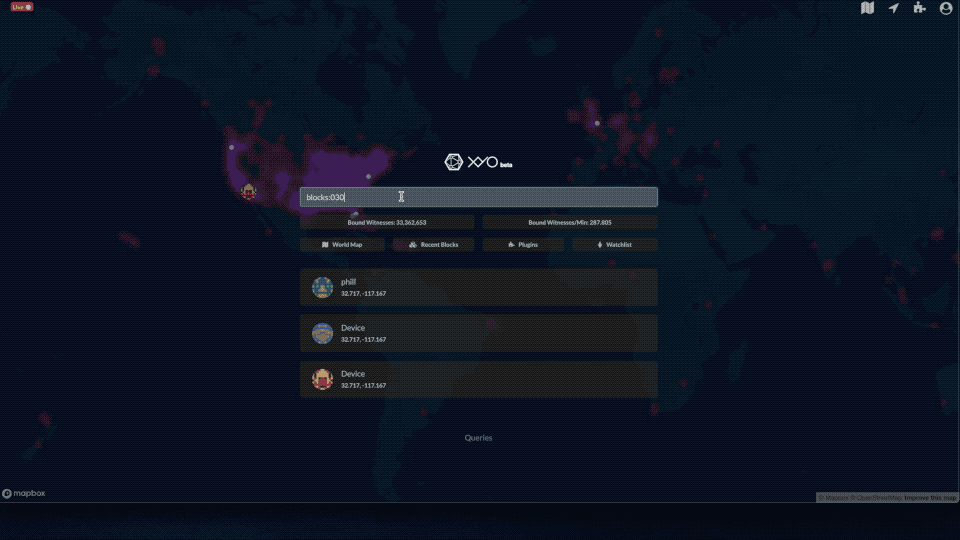 Live
XYO beta
blocks:030
Bound Witnesses: 33,362,653
Bound Witnesses/Min: 287.805
World Map
Recent Blocks
Plugins
Watchlist
phill
32.717, -117.167
Device
32.717, -117.167
Device
32.717, -117.167
Queries
mapbox
© Mapbox © OpenStreetMap Improve this map